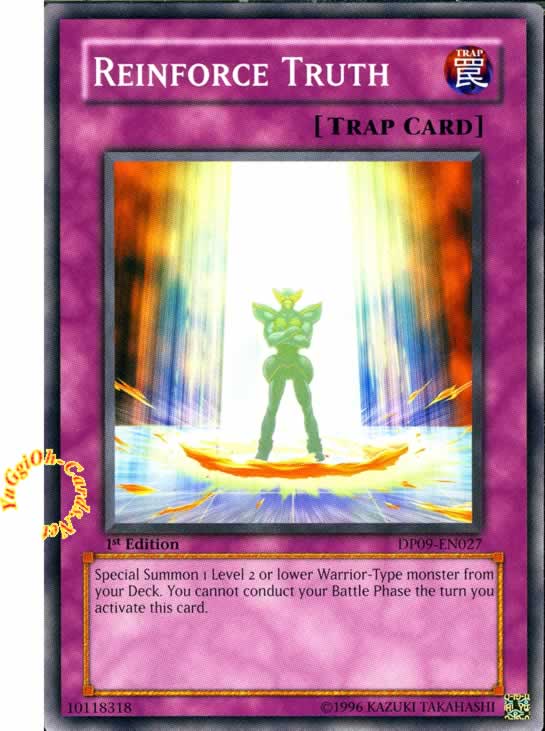 REINFORCE TRUTH
TRAP
罠
[TRAP CARD]
YuGgiOh-Cards.Net
1st Edition
DP09-EN027
Special Summon 1 Level 2 or lower Warrior-Type monster from
your Deck. You cannot conduct your Battle Phase the turn you
activate this card.
10118318
©1996 KAZUKI TAKAHASHI